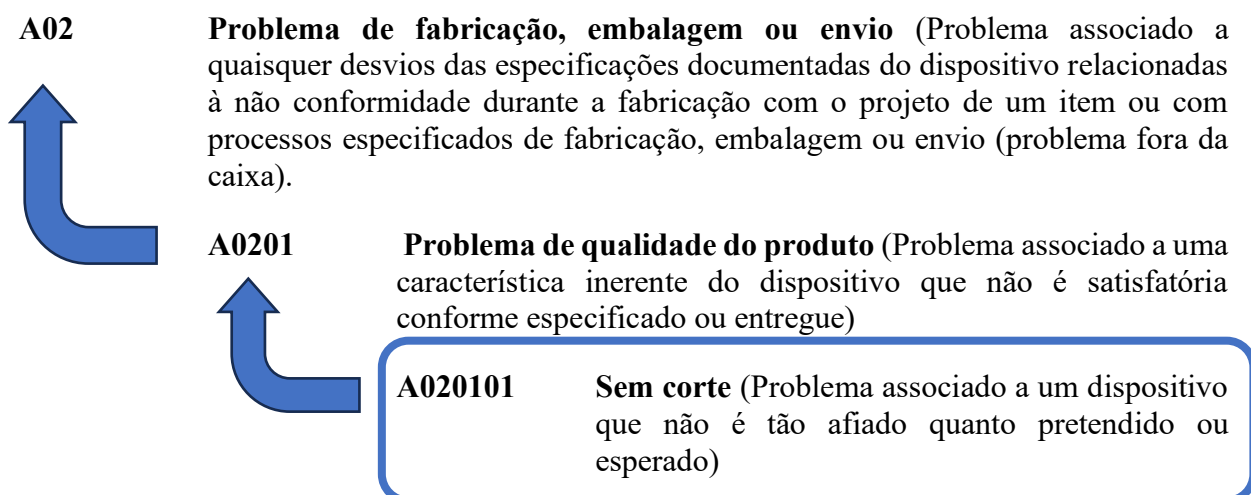 A02 Problema de fabricação, embalagem ou envio (Problema associado a
quaisquer desvios das especificações documentadas do dispositivo relacionadas
à não conformidade durante a fabricação com o projeto de um item ou com
processos especificados de fabricação, embalagem ou envio (problema fora da
caixa).
A0201 Problema de qualidade do produto (Problema associado a uma
característica inerente do dispositivo que não é satisfatória
conforme especificado ou entregue)
A020101 Sem corte (Problema associado a um dispositivo
que não é tão afiado quanto pretendido ou
esperado)